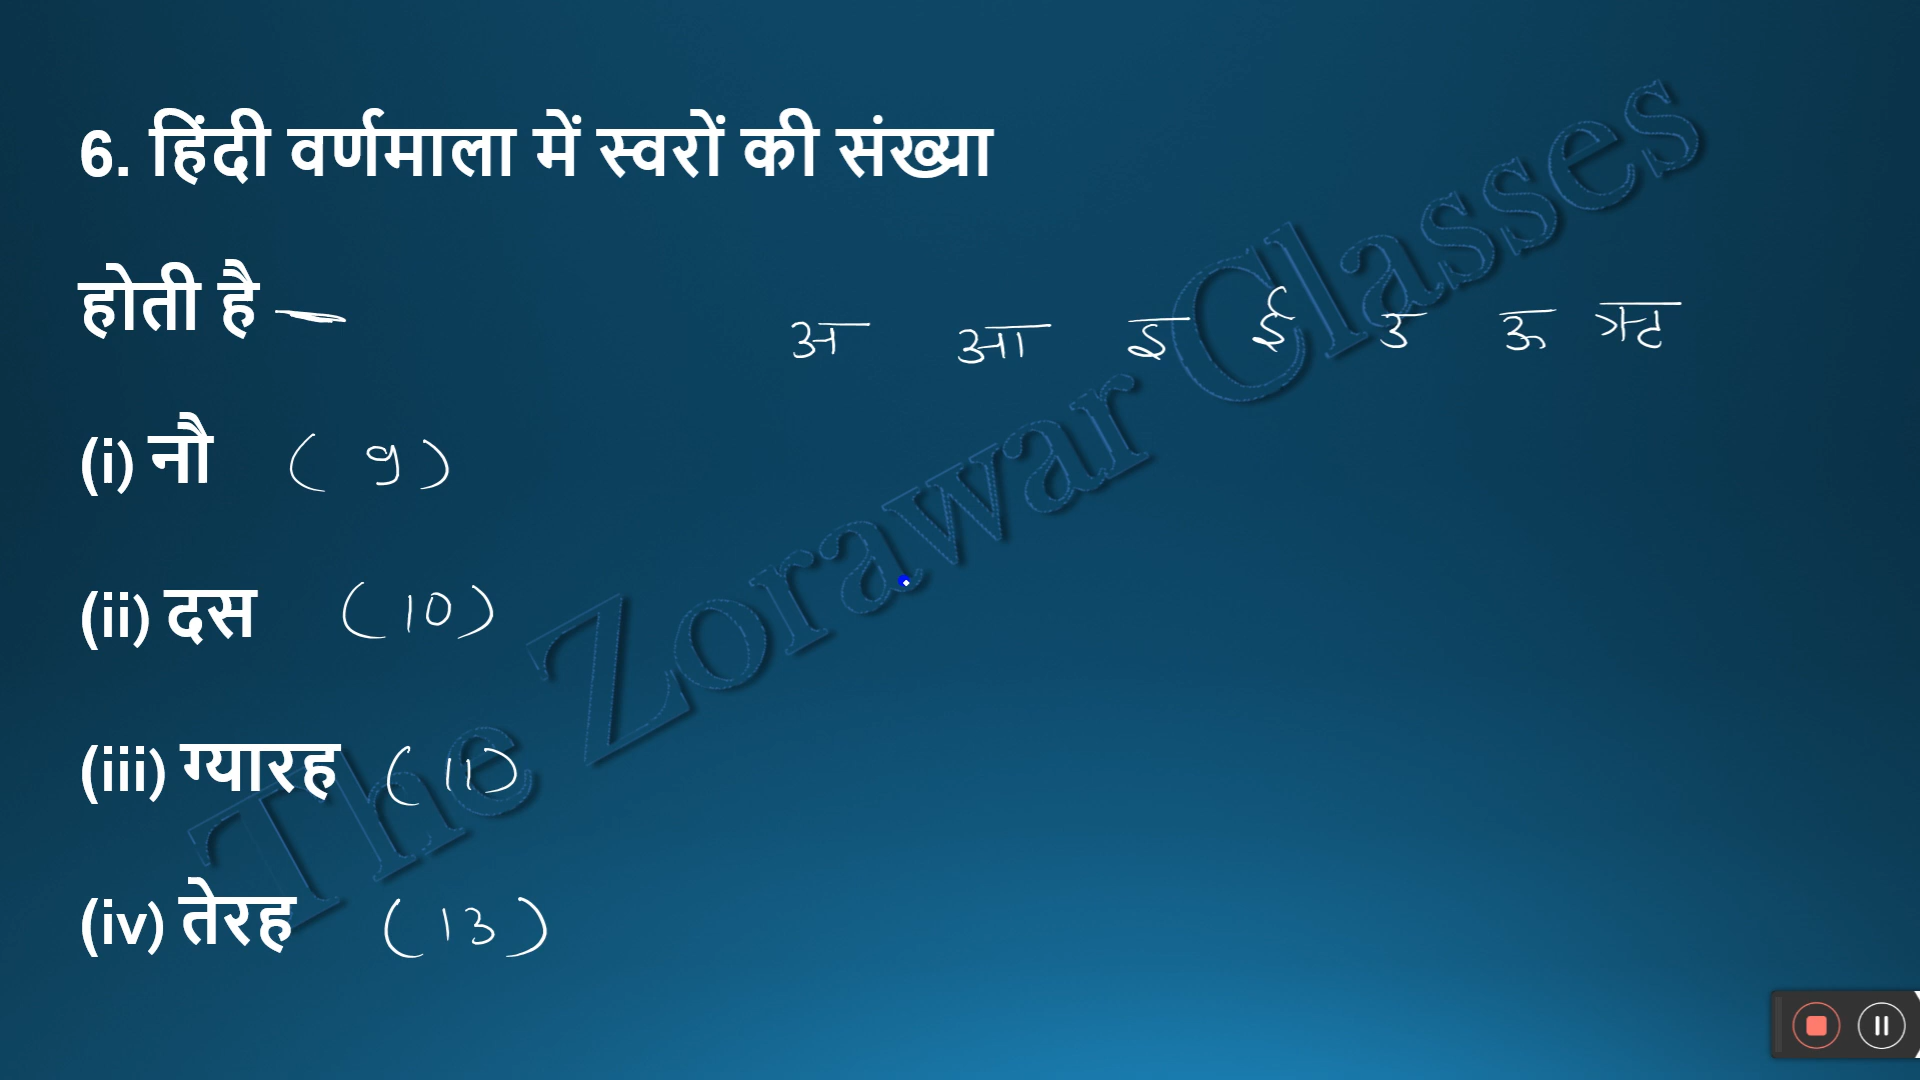 6. हिंदी वर्णमाला में स्वरों की संख्या
होती है –
अ आ इ ई उ ऊ ऋ
(i) नौ (9)
(ii) दस (10)
(iii) ग्यारह (11)
(iv) तेरह (13)
The Zorawar Classes